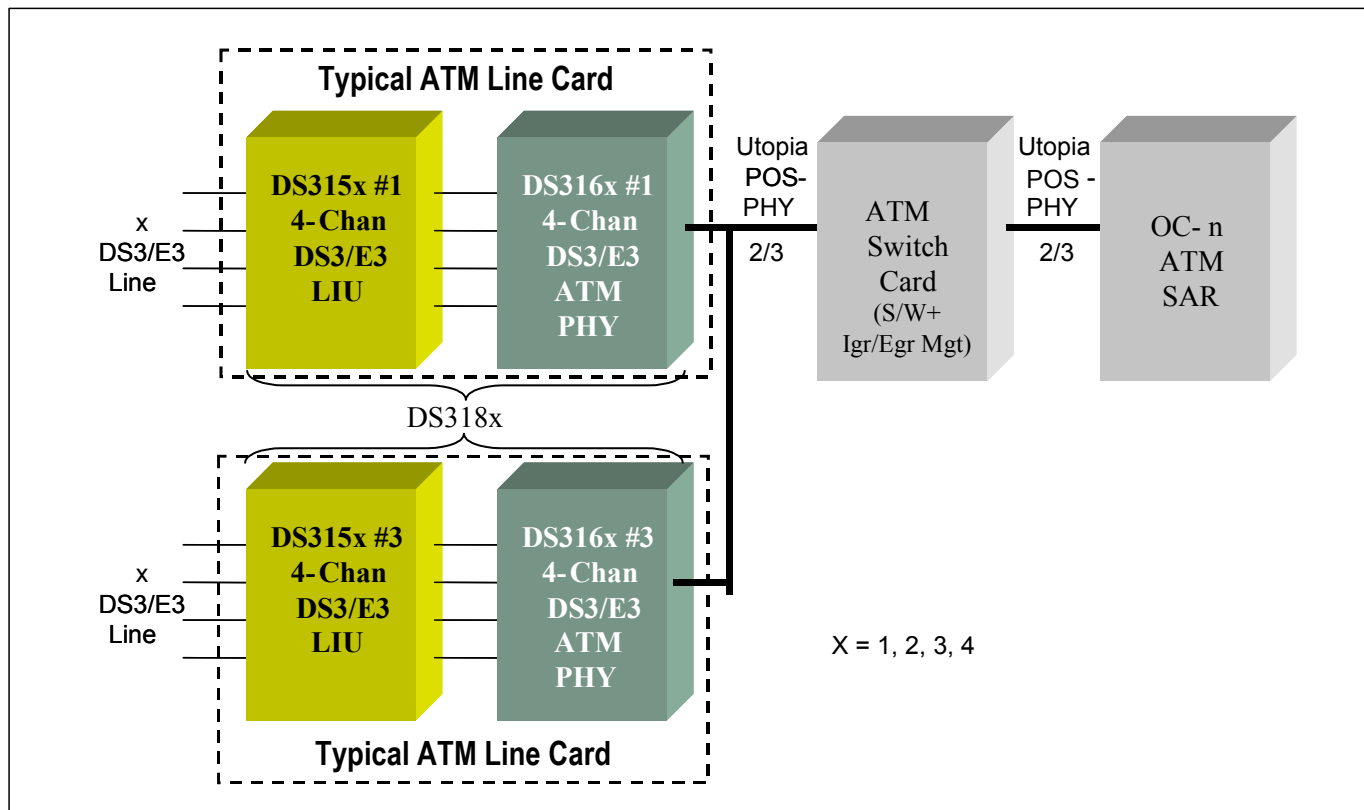 Typical ATM Line Card
DS315x #1
4-Chan
DS3/E3
LIU
DS316x #1
4-Chan
DS3/E3
ATM
PHY
x
DS3/E3
Line
Utopia
POS-
PHY
2/3
ATM
Switch
Card
(S/W+
Igr/Egr Mgt)
Utopia
POS -
PHY
2/3
OC- n
ATM
SAR
DS318x
DS315x #3
4-Chan
DS3/E3
LIU
DS316x #3
4-Chan
DS3/E3
ATM
PHY
x
DS3/E3
Line
X = 1, 2, 3, 4
Typical ATM Line Card